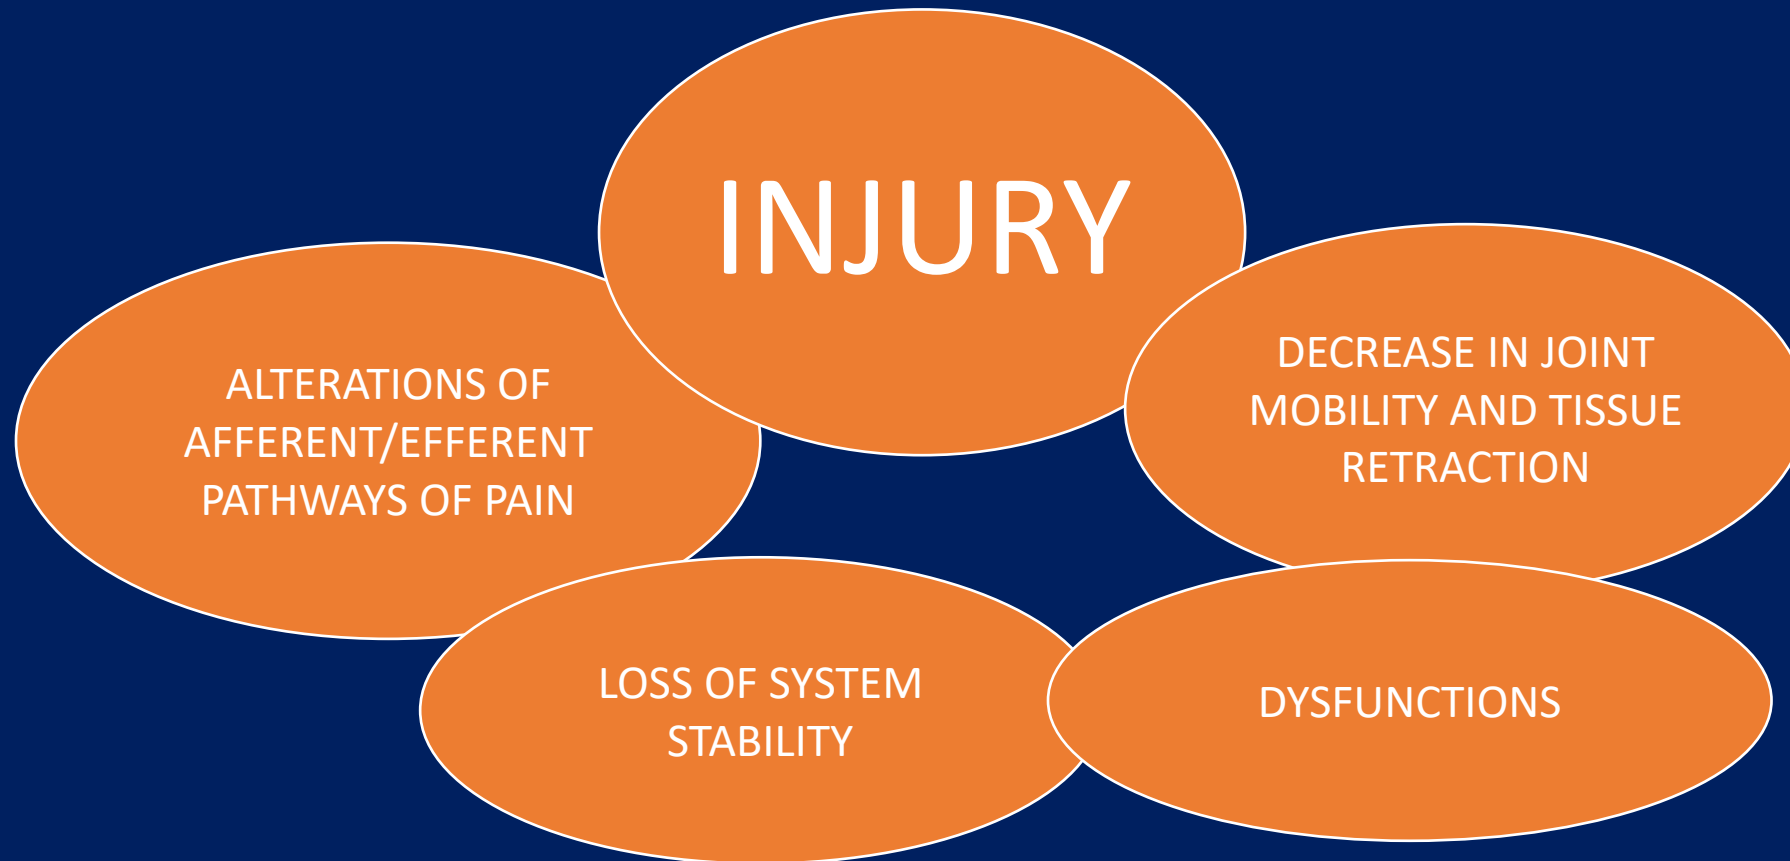 INJURY
ALTERATIONS OF
AFFERENT/EFFERENT
PATHWAYS OF PAIN
DECREASE IN JOINT
MOBILITY AND TISSUE
RETRACTION
LOSS OF SYSTEM
STABILITY
DYSFUNCTIONS